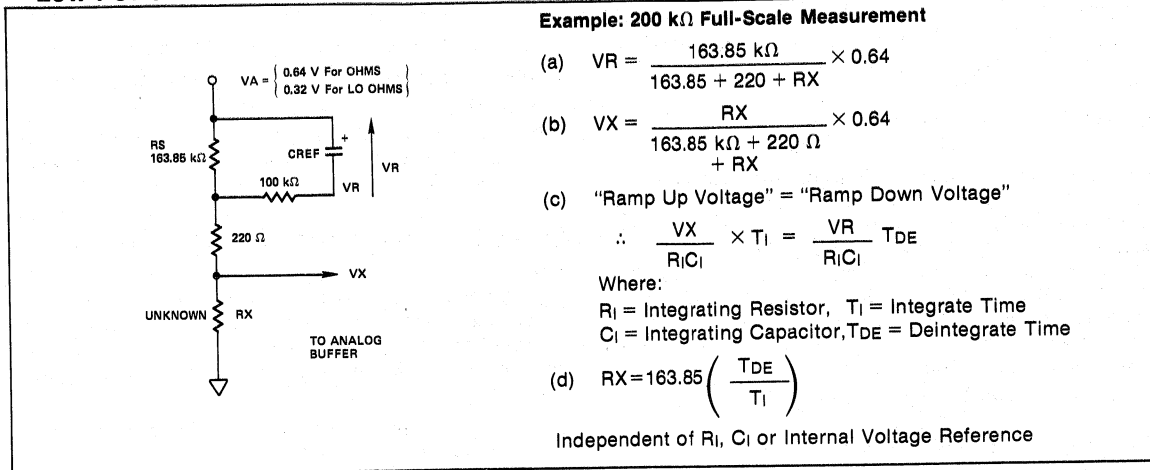 Example: 200 kΩ Full-Scale Measurement
VA = { 0.64 V For OHMS
0.32 V For LO OHMS }
RS
163.85 kΩ
CREF
+
VR
100 kΩ
VR
220 Ω
VX
UNKNOWN
RX
TO ANALOG
BUFFER
(a) VR = 163.85 kΩ / 163.85 + 220 + RX × 0.64
(b) VX = RX / 163.85 kΩ + 220 Ω
+ RX × 0.64
(c) "Ramp Up Voltage" = "Ramp Down Voltage"
∴ VX / RICI × TI = VR / RICI TDE
Where:
RI = Integrating Resistor, TI = Integrate Time
CI = Integrating Capacitor, TDE = Deintegrate Time
(d) RX=163.85 ( TDE / TI )
Independent of RI, CI or Internal Voltage Reference